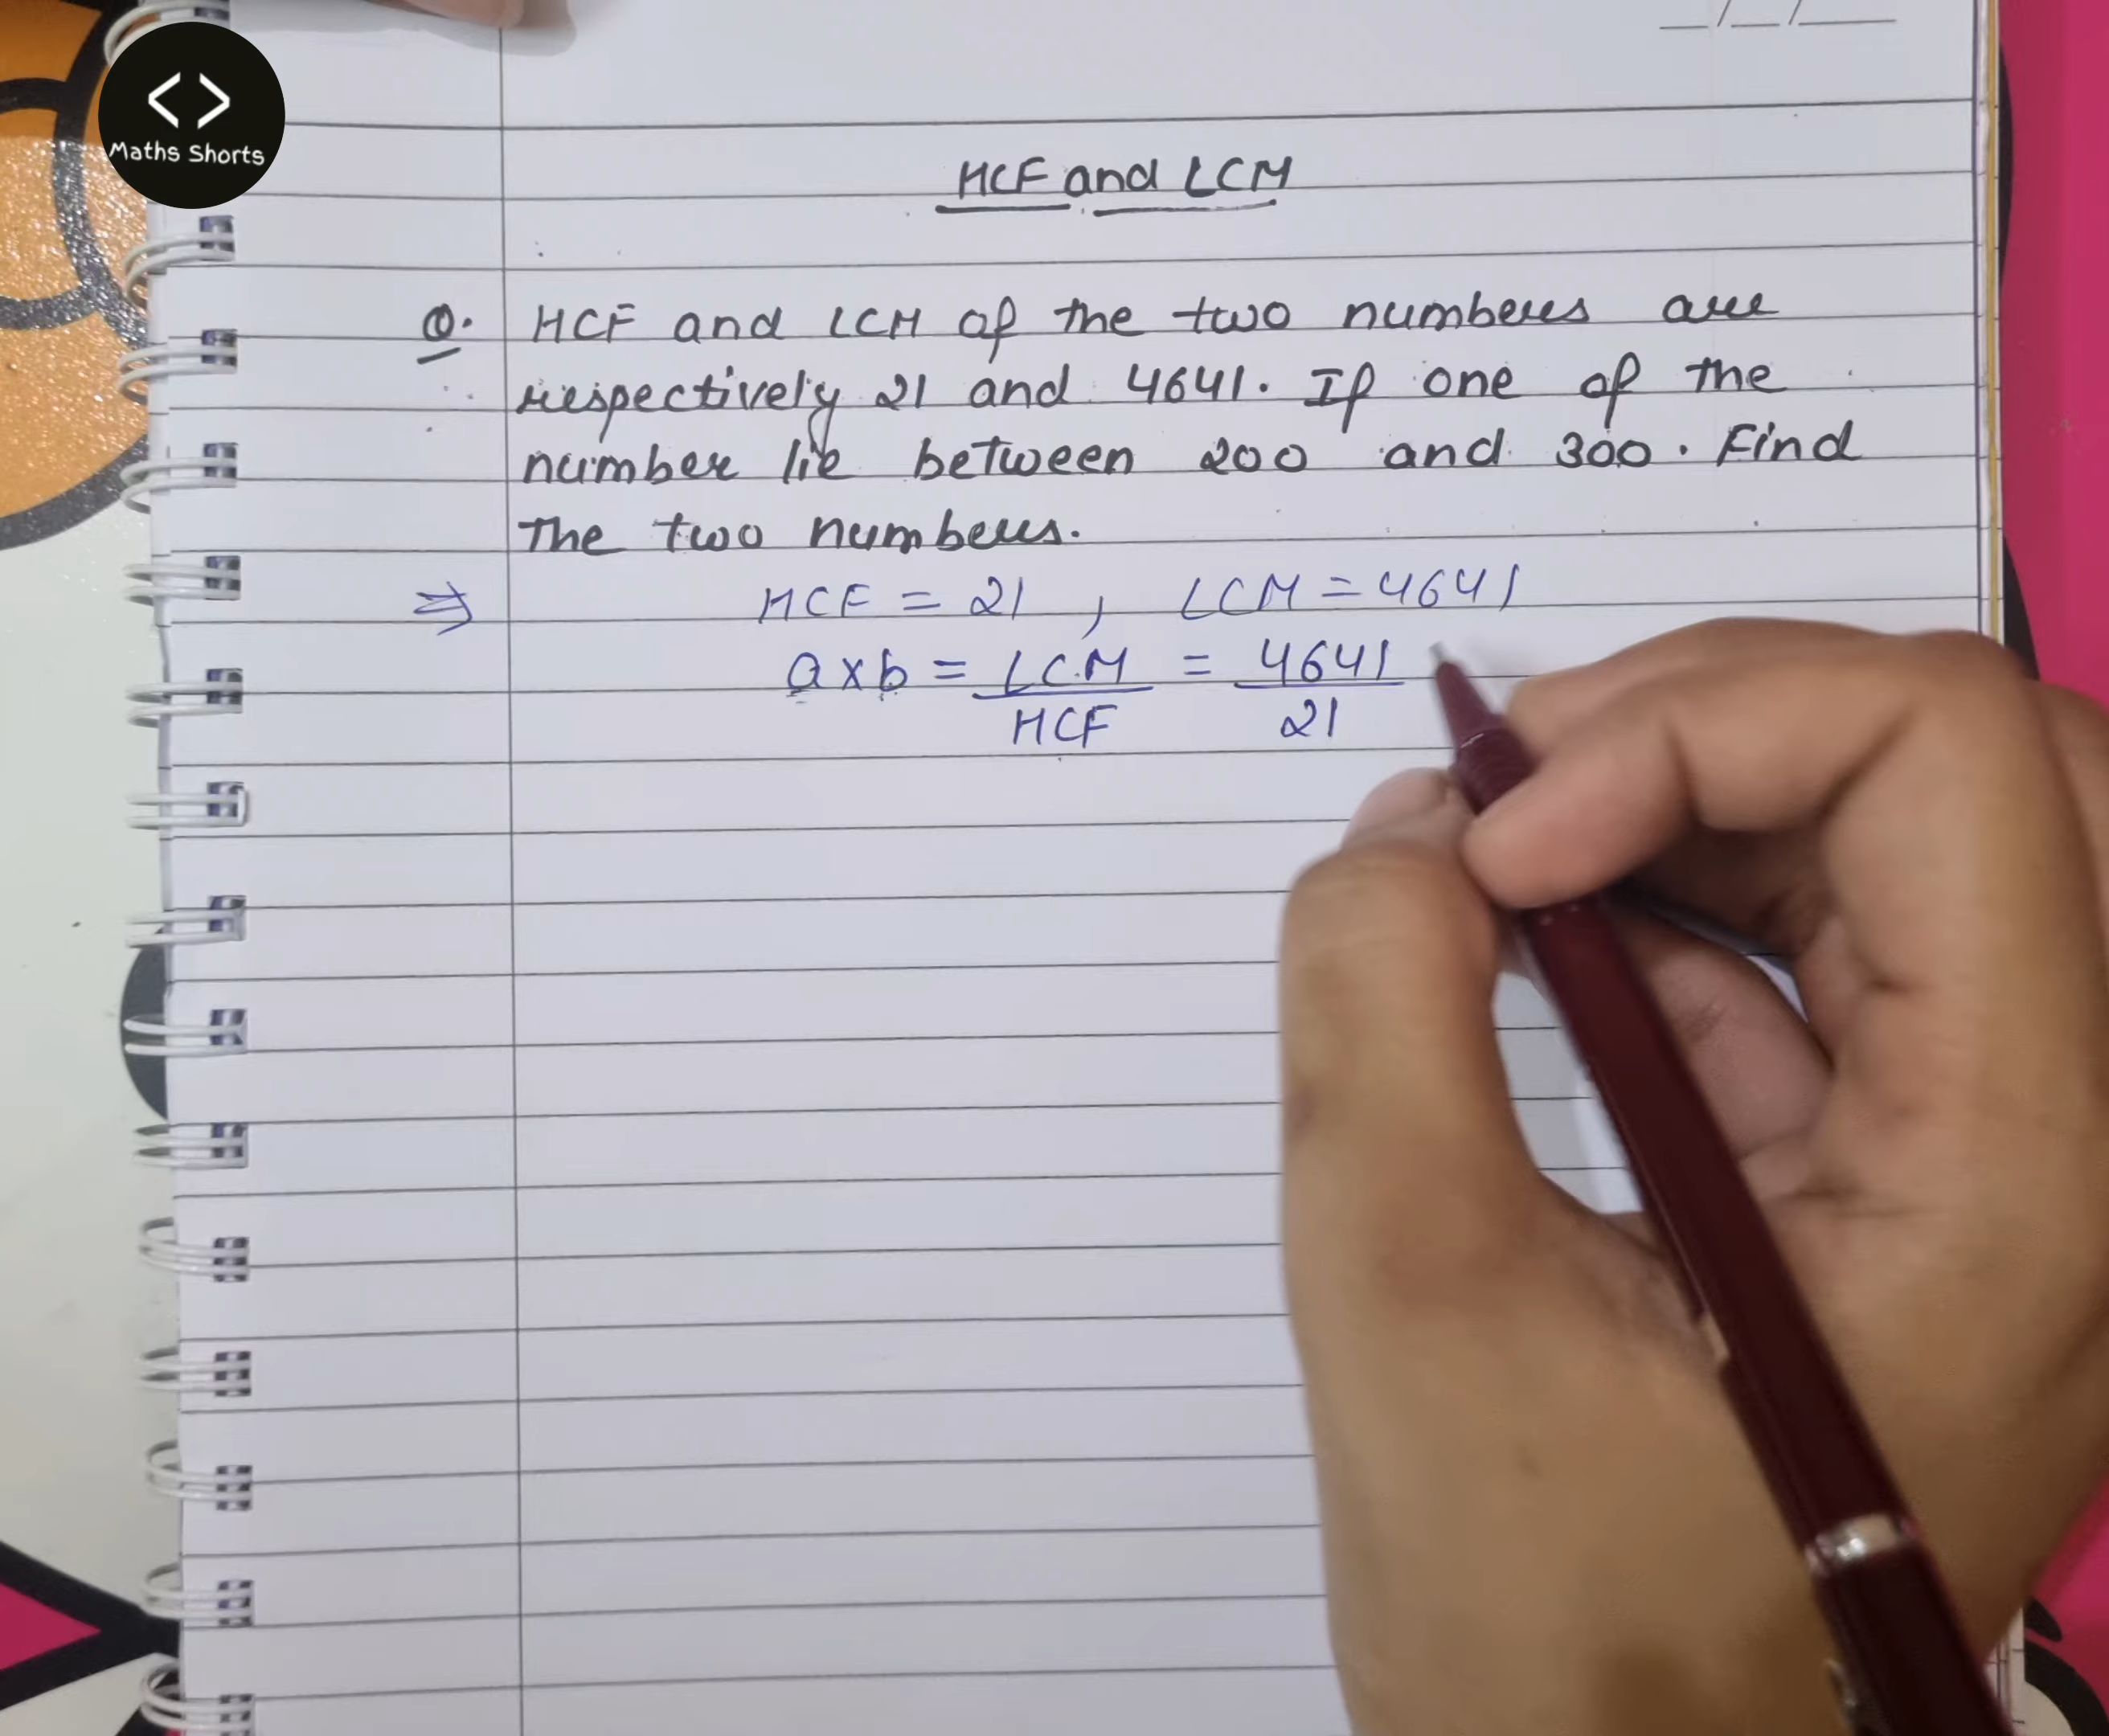 <> 
Maths Shorts
HCF and LCM
Q. HCF and LCM of the two numbers are
respectively 21 and 4641. If one of the
number lie between 200 and 300. Find
the two numbers.
⇒ HCF = 21 , LCM = 4641
a x b = LCM/HCF = 4641/21